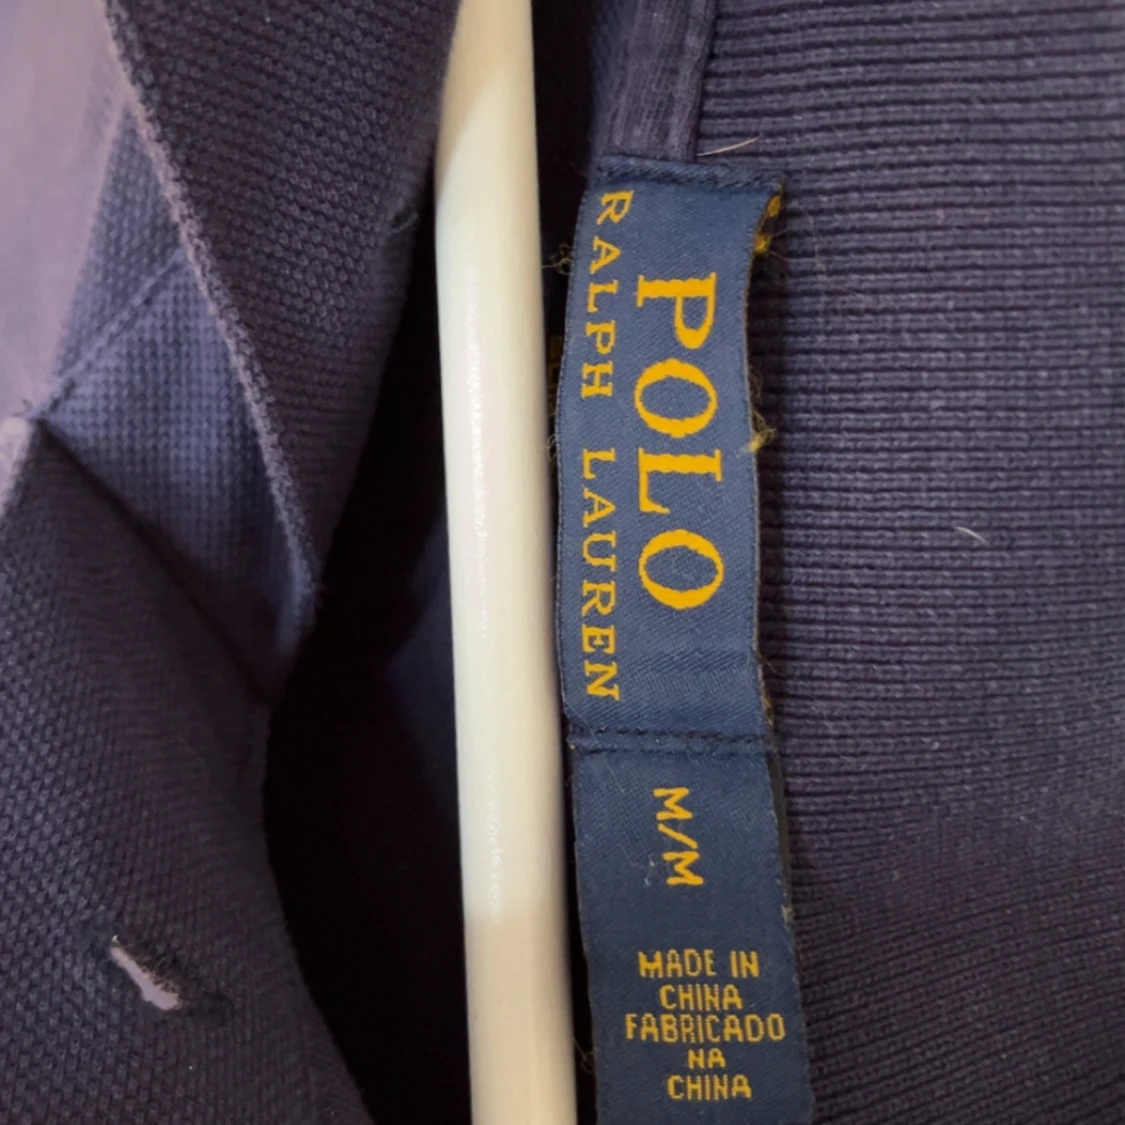 POLO
RALPH LAUREN
M/M
MADE IN
CHINA
FABRICADO
NA
CHINA